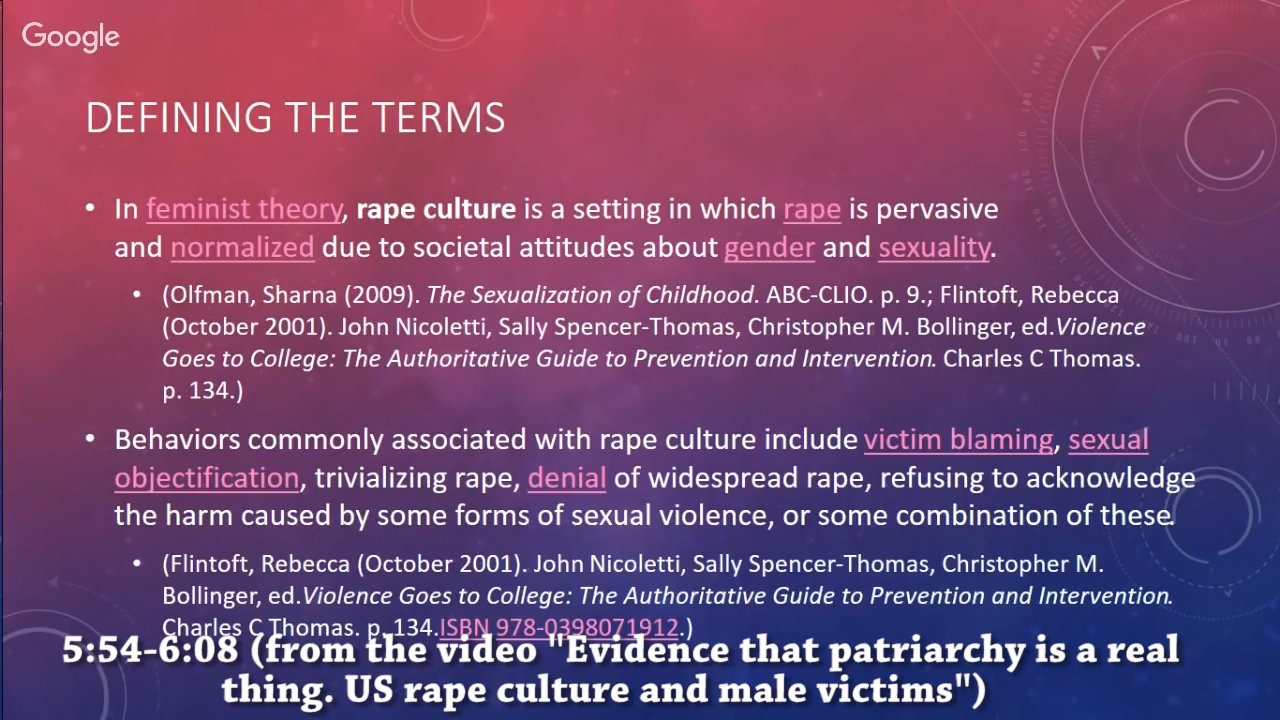 Google
DEFINING THE TERMS
• In feminist theory, rape culture is a setting in which rape is pervasive
and normalized due to societal attitudes about gender and sexuality.
• (Olfman, Sharna (2009). The Sexualization of Childhood. ABC-CLIO. p. 9.; Flintoft, Rebecca
(October 2001). John Nicoletti, Sally Spencer-Thomas, Christopher M. Bollinger, ed.Violence
Goes to College: The Authoritative Guide to Prevention and Intervention. Charles C Thomas.
p. 134.)
• Behaviors commonly associated with rape culture include victim blaming, sexual
objectification, trivializing rape, denial of widespread rape, refusing to acknowledge
the harm caused by some forms of sexual violence, or some combination of these.
• (Flintoft, Rebecca (October 2001). John Nicoletti, Sally Spencer-Thomas, Christopher M.
Bollinger, ed.Violence Goes to College: The Authoritative Guide to Prevention and Intervention.
Charles C Thomas. p. 134.ISBN 978-0398071912.)
5:54-6:08 (from the video "Evidence that patriarchy is a real
thing. US rape culture and male victims")